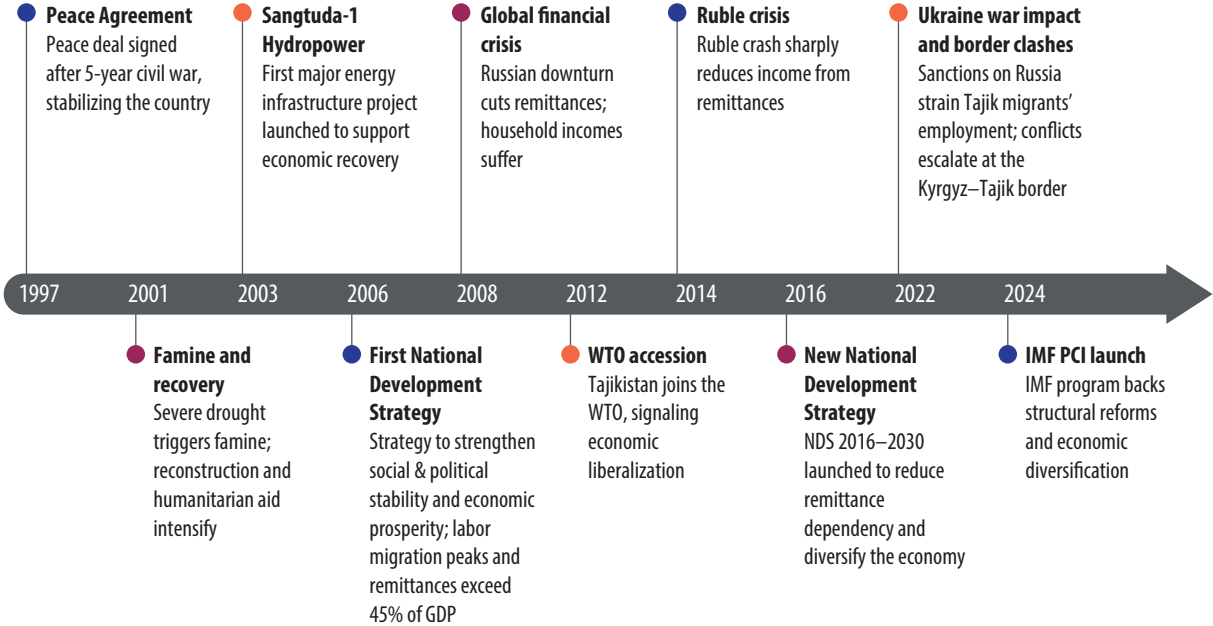 Peace Agreement
Peace deal signed
after 5-year civil war,
stabilizing the country
Sangtuda-1
Hydropower
First major energy
infrastructure project
launched to support
economic recovery
Global financial
crisis
Russian downturn
cuts remittances;
household incomes
suffer
Ruble crisis
Ruble crash sharply
reduces income from
remittances
Ukraine war impact
and border clashes
Sanctions on Russia
strain Tajik migrants’
employment; conflicts
escalate at the
Kyrgyz–Tajik border
1997 2001 2003 2006 2008 2012 2014 2016 2022 2024
Famine and
recovery
Severe drought
triggers famine;
reconstruction and
humanitarian aid
intensify
First National
Development
Strategy
Strategy to strengthen
social & political
stability and economic
prosperity; labor
migration peaks and
remittances exceed
45% of GDP
WTO accession
Tajikistan joins the
WTO, signaling
economic
liberalization
New National
Development
Strategy
NDS 2016–2030
launched to reduce
remittance
dependency and
diversify the economy
IMF PCI launch
IMF program backs
structural reforms
and economic
diversification